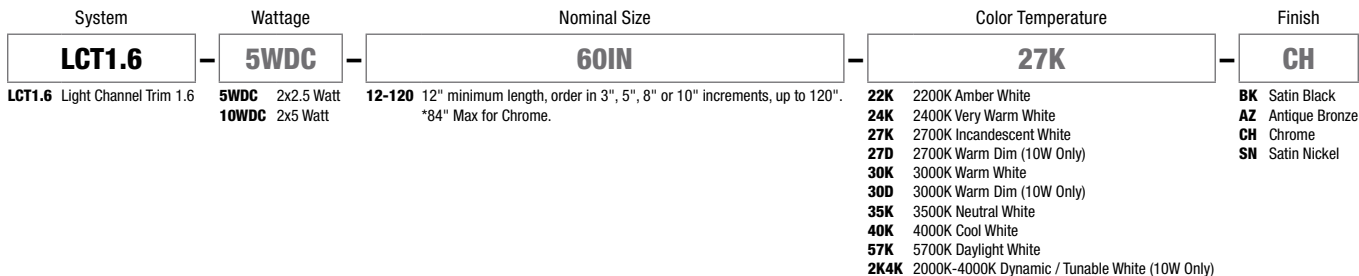 System
Wattage
Nominal Size
Color Temperature
Finish
LCT1.6 – 5WDC – 60IN – 27K – CH
LCT1.6 Light Channel Trim 1.6
5WDC 2x2.5 Watt
10WDC 2x5 Watt
12-120 12" minimum length, order in 3", 5", 8" or 10" increments, up to 120".
*84" Max for Chrome.
22K 2200K Amber White
24K 2400K Very Warm White
27K 2700K Incandescent White
27D 2700K Warm Dim (10W Only)
30K 3000K Warm White
30D 3000K Warm Dim (10W Only)
35K 3500K Neutral White
40K 4000K Cool White
57K 5700K Daylight White
2K4K 2000K-4000K Dynamic / Tunable White (10W Only)
BK Satin Black
AZ Antique Bronze
CH Chrome
SN Satin Nickel